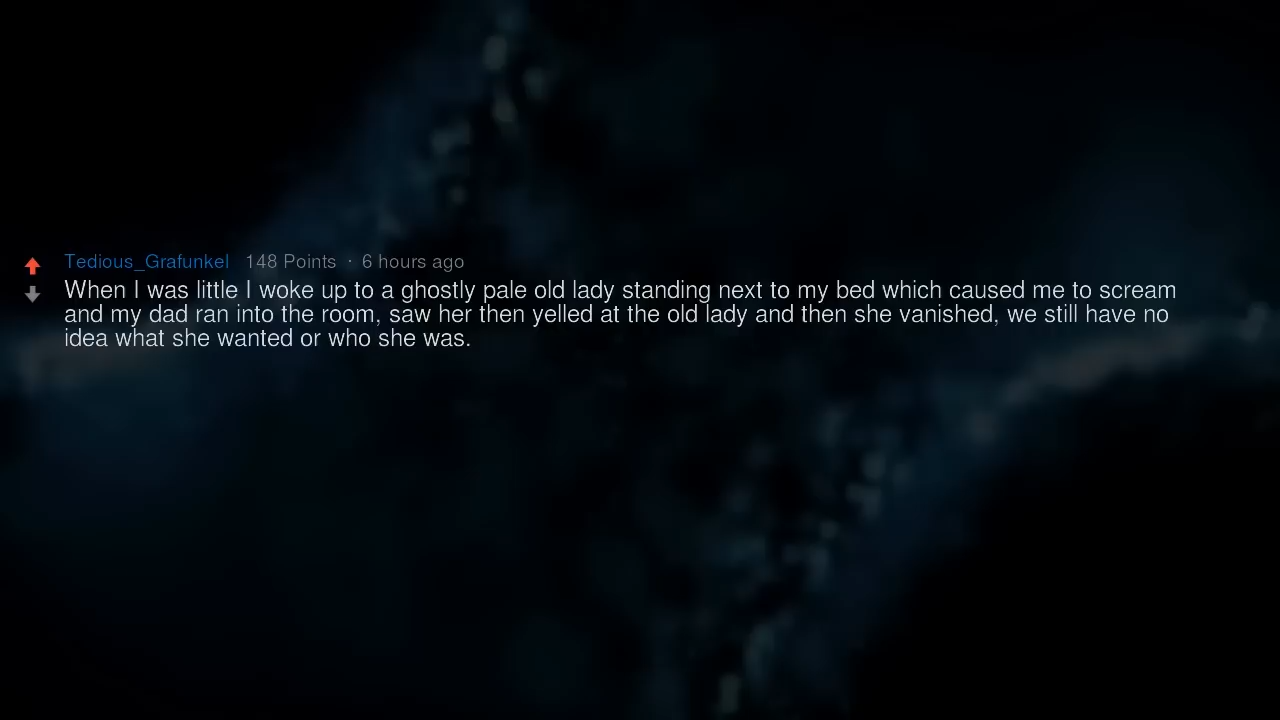 Tedious_Grafunkel 148 Points · 6 hours ago
When I was little I woke up to a ghostly pale old lady standing next to my bed which caused me to scream
and my dad ran into the room, saw her then yelled at the old lady and then she vanished, we still have no
idea what she wanted or who she was.